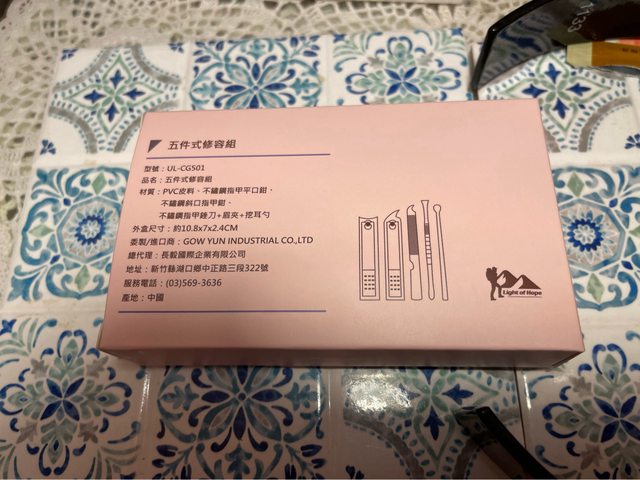 五件式修容組
型號：UL-CGS01
品名：五件式修容組
材質：PVC皮料、不鏽鋼指甲平口鉗、
不鏽鋼斜口指甲鉗、
不鏽鋼指甲銼刀+眉夾+挖耳勺
外盒尺寸：約10.8x7x2.4CM
委製/進口商：GOW YUN INDUSTRIAL CO.,LTD
總代理：長毅國際企業有限公司
地址：新竹縣湖口鄉中正路三段322號
服務電話：(03)569-3636
產地：中國
Light of Hope